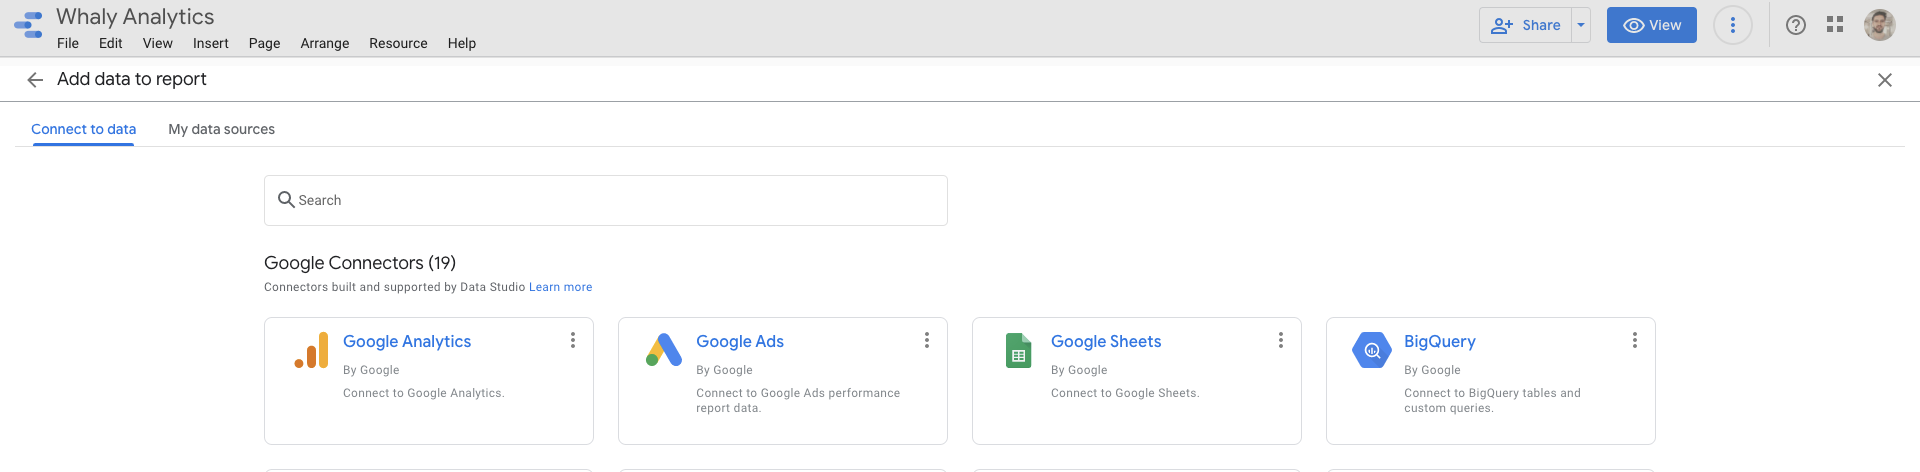 Whaly Analytics
File Edit View Insert Page Arrange Resource Help
Share View
Add data to report
Connect to data My data sources
Search
Google Connectors (19)
Connectors built and supported by Data Studio Learn more
Google Analytics
By Google
Connect to Google Analytics.
Google Ads
By Google
Connect to Google Ads performance
report data.
Google Sheets
By Google
Connect to Google Sheets.
BigQuery
By Google
Connect to BigQuery tables and
custom queries.